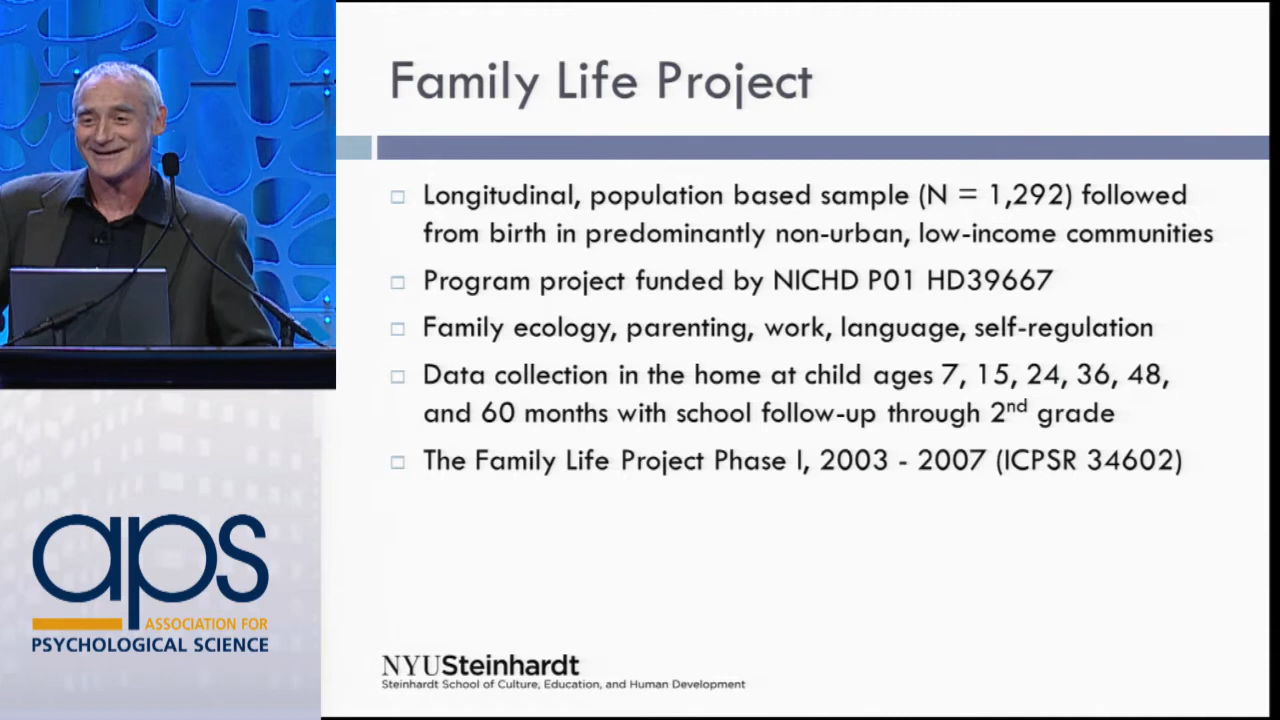 Family Life Project
Longitudinal, population based sample (N = 1,292) followed
from birth in predominantly non-urban, low-income communities
Program project funded by NICHD P01 HD39667
Family ecology, parenting, work, language, self-regulation
Data collection in the home at child ages 7, 15, 24, 36, 48,
and 60 months with school follow-up through 2nd grade
The Family Life Project Phase I, 2003 - 2007 (ICPSR 34602)
aps
ASSOCIATION FOR
PSYCHOLOGICAL SCIENCE
NYUSteinhardt
Steinhardt School of Culture, Education, and Human Development